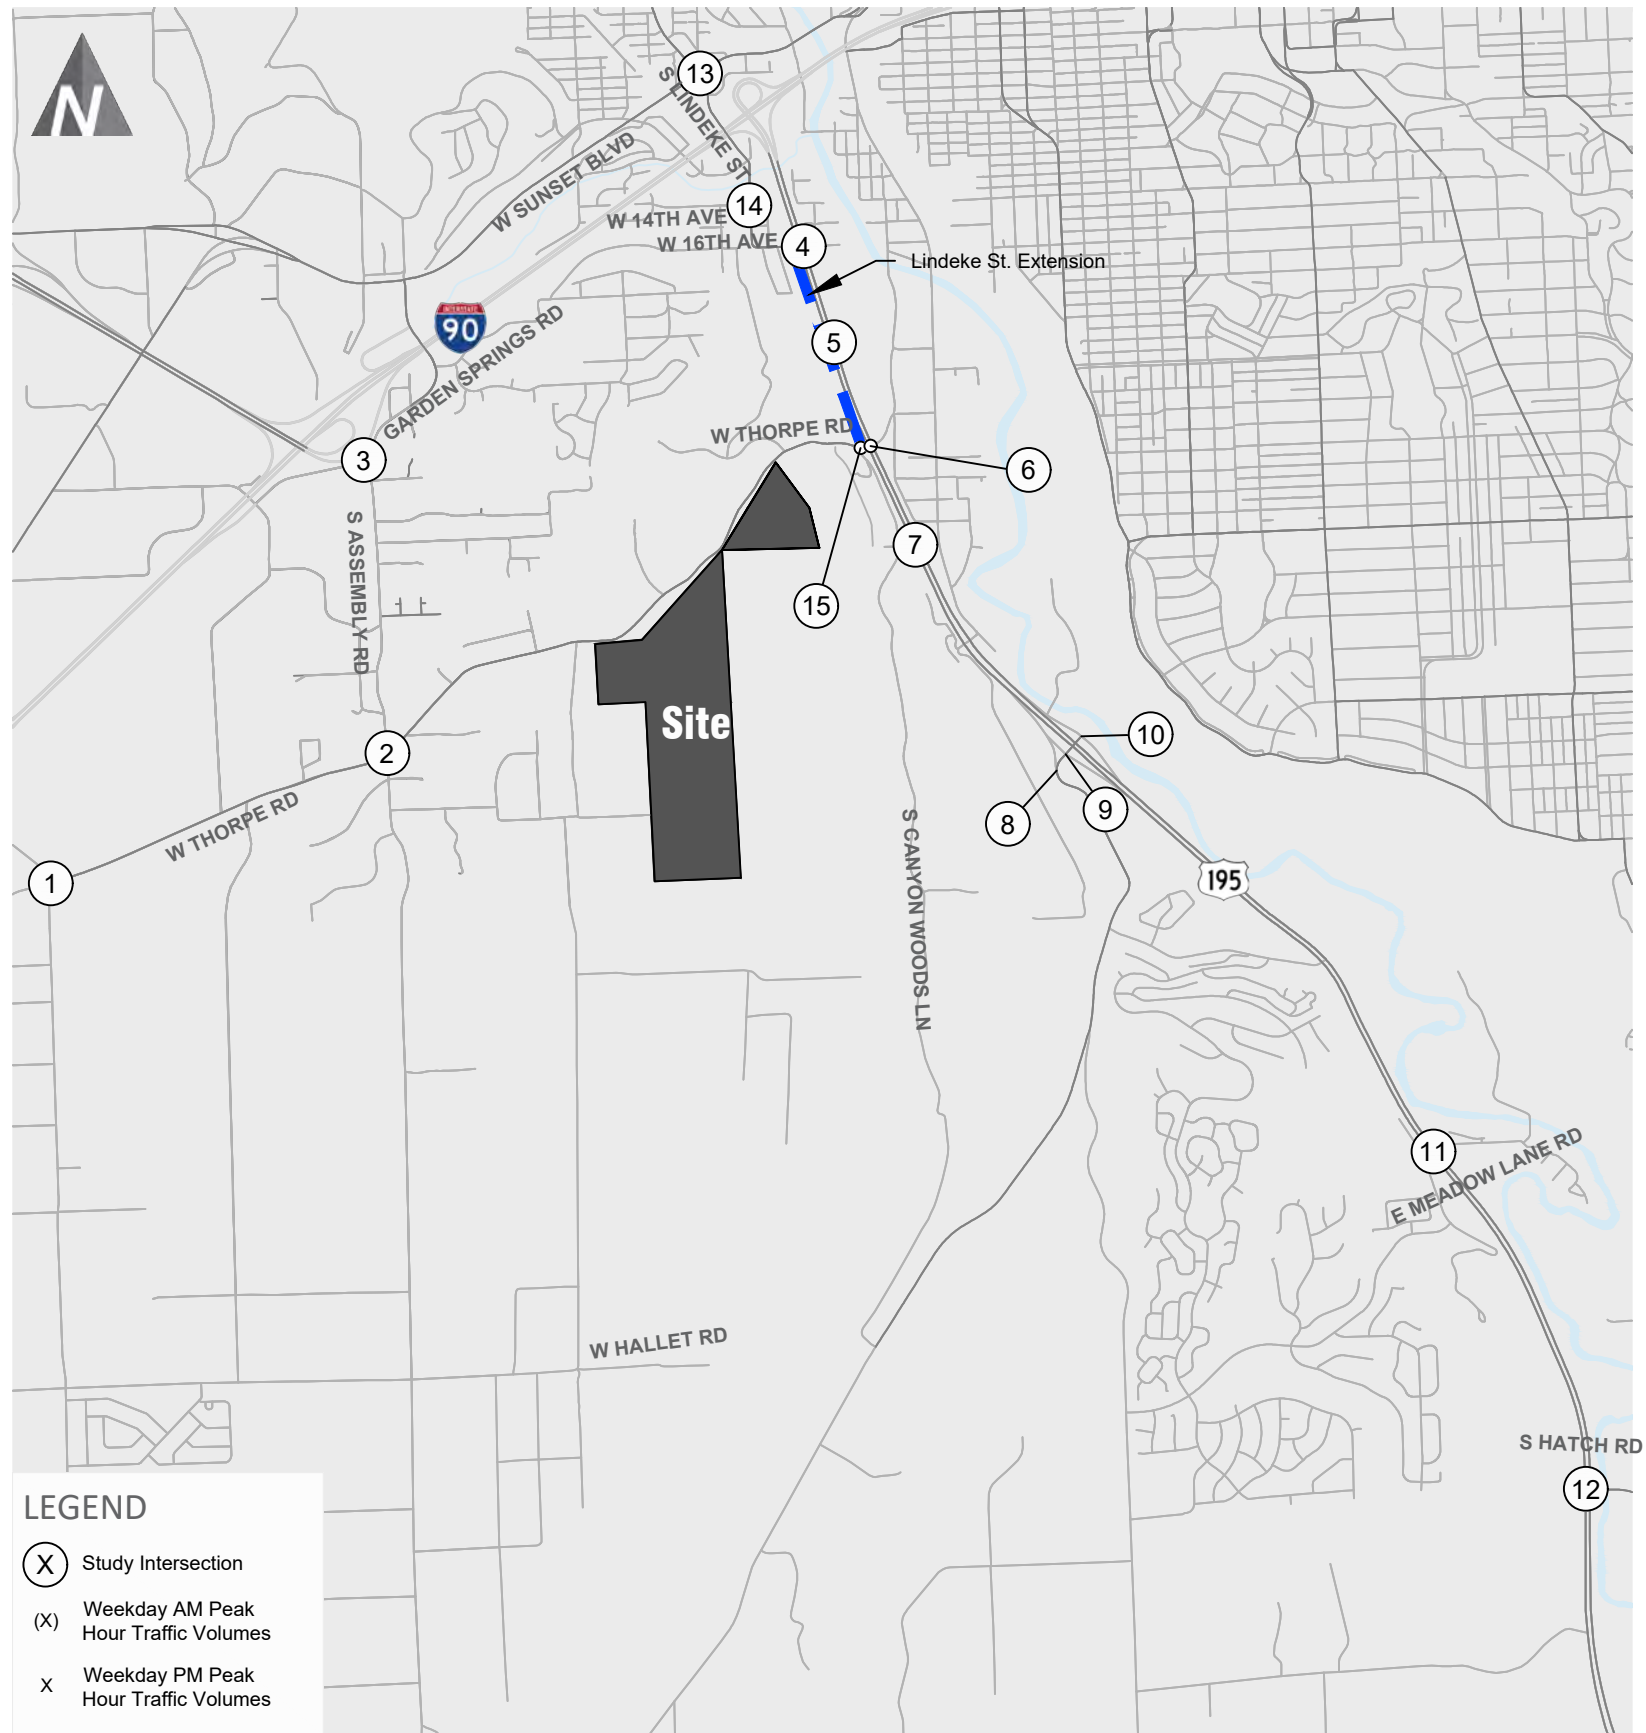 N
13
S LINDEKE ST
W SUNSET BLVD
14
W 14TH AVE
W 16TH AVE
4
Lindeke St. Extension
INTERSTATE
90
GARDEN SPRINGS RD
5
W THORPE RD
3
6
S ASSEMBLY RD
7
15
Site
2
10
8
9
W THORPE RD
1
195
S CANYON WOODS LN
11
E MEADOW LANE RD
W HALLET RD
S HATCH RD
12
LEGEND
X
Study Intersection
(X)
Weekday AM Peak
Hour Traffic Volumes
X
Weekday PM Peak
Hour Traffic Volumes